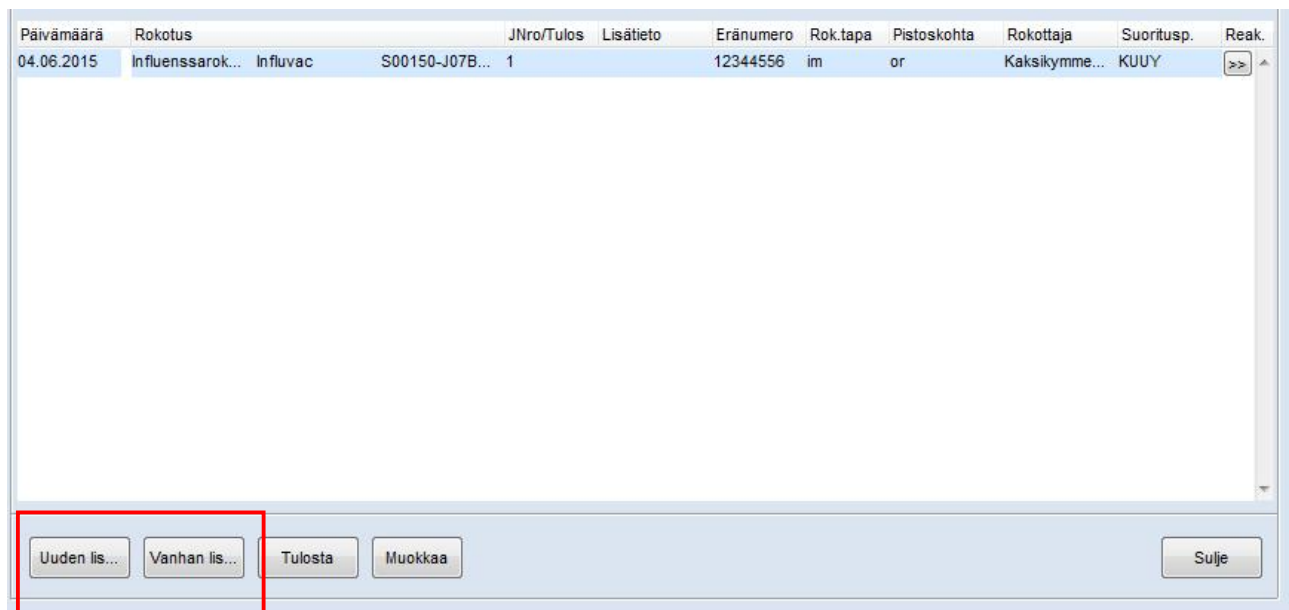 Päivämäärä Rokotus JNro/Tulos Lisätieto Eränumero Rok.tapa Pistoskohta Rokottaja Suoritusp. Reak.
04.06.2015 Influenssarok... Influvac S00150-J07B... 1 12344556 im or Kaksikymme... KUUY >>
Uuden lis... Vanhan lis... Tulosta Muokkaa Sulje